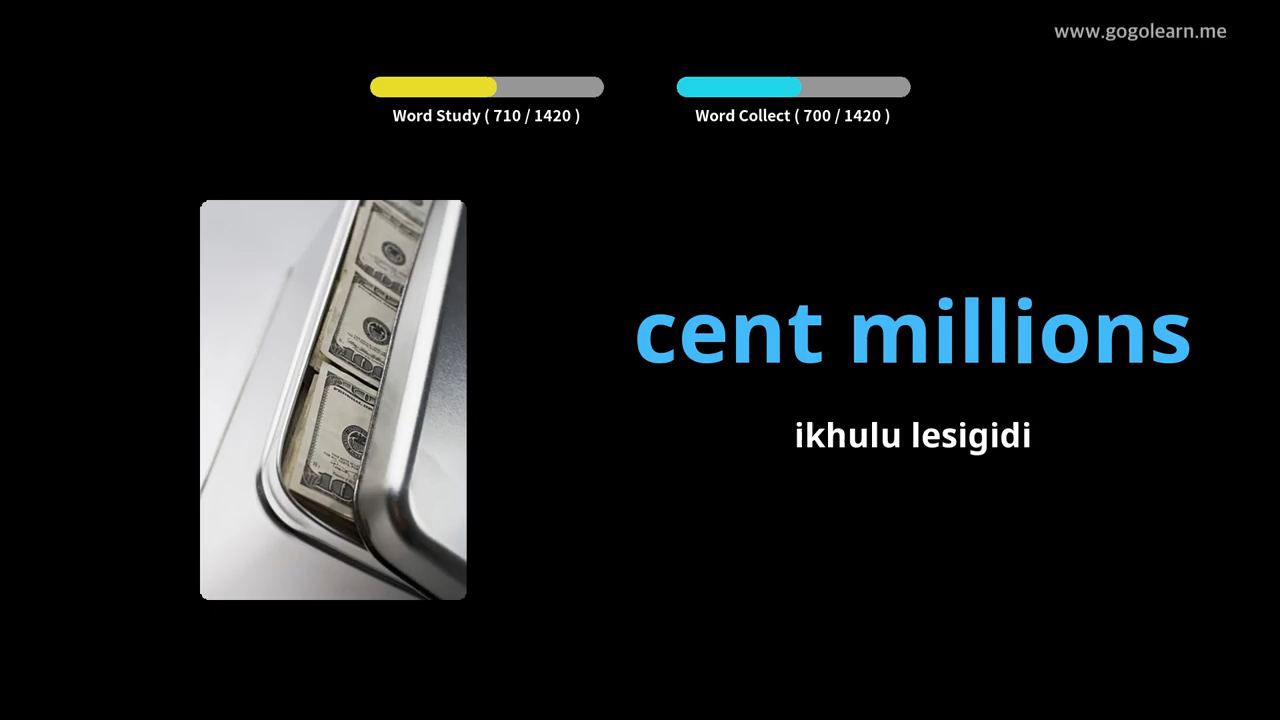 www.gogolearn.me
Word Study ( 710 / 1420 )
Word Collect ( 700 / 1420 )
cent millions
ikhulu lesigidi